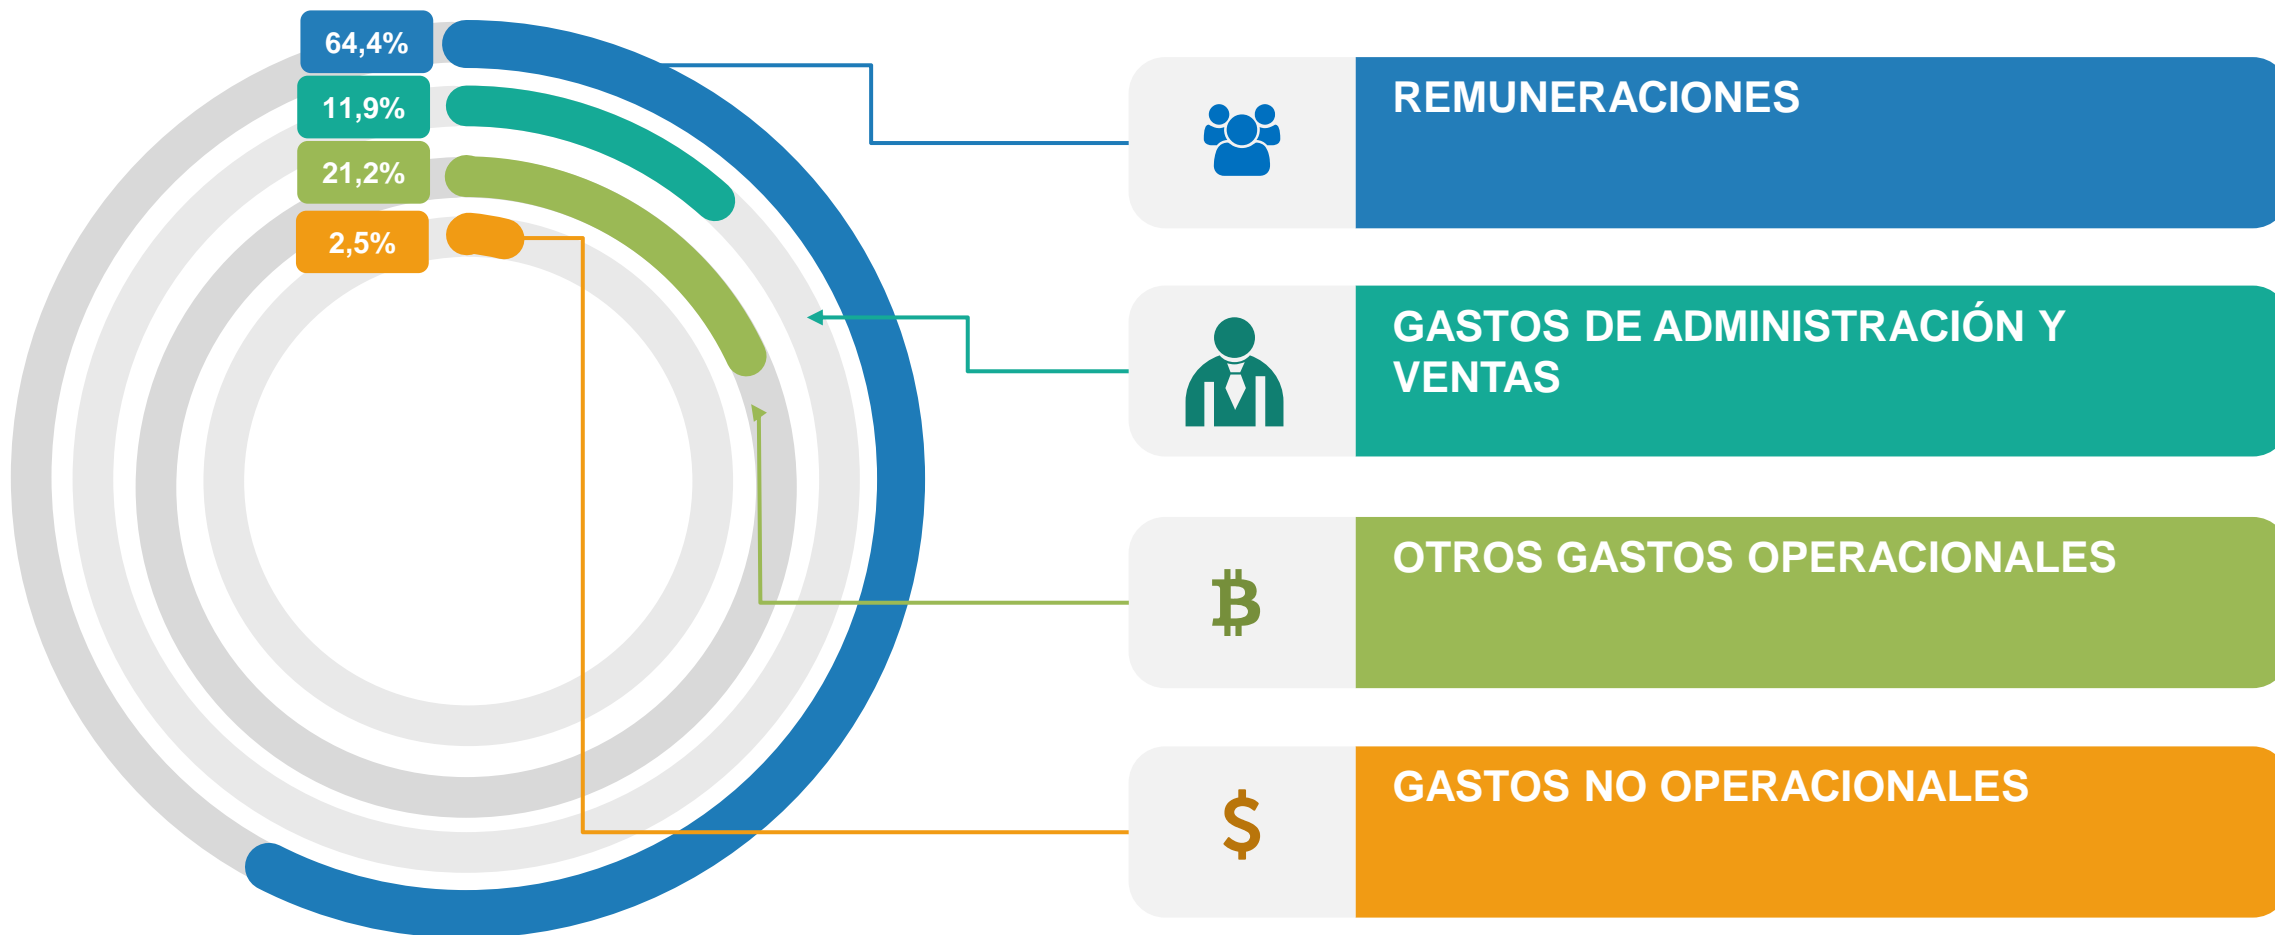 64,4%
11,9%
21,2%
2,5%
REMUNERACIONES
GASTOS DE ADMINISTRACIÓN Y
VENTAS
OTROS GASTOS OPERACIONALES
GASTOS NO OPERACIONALES